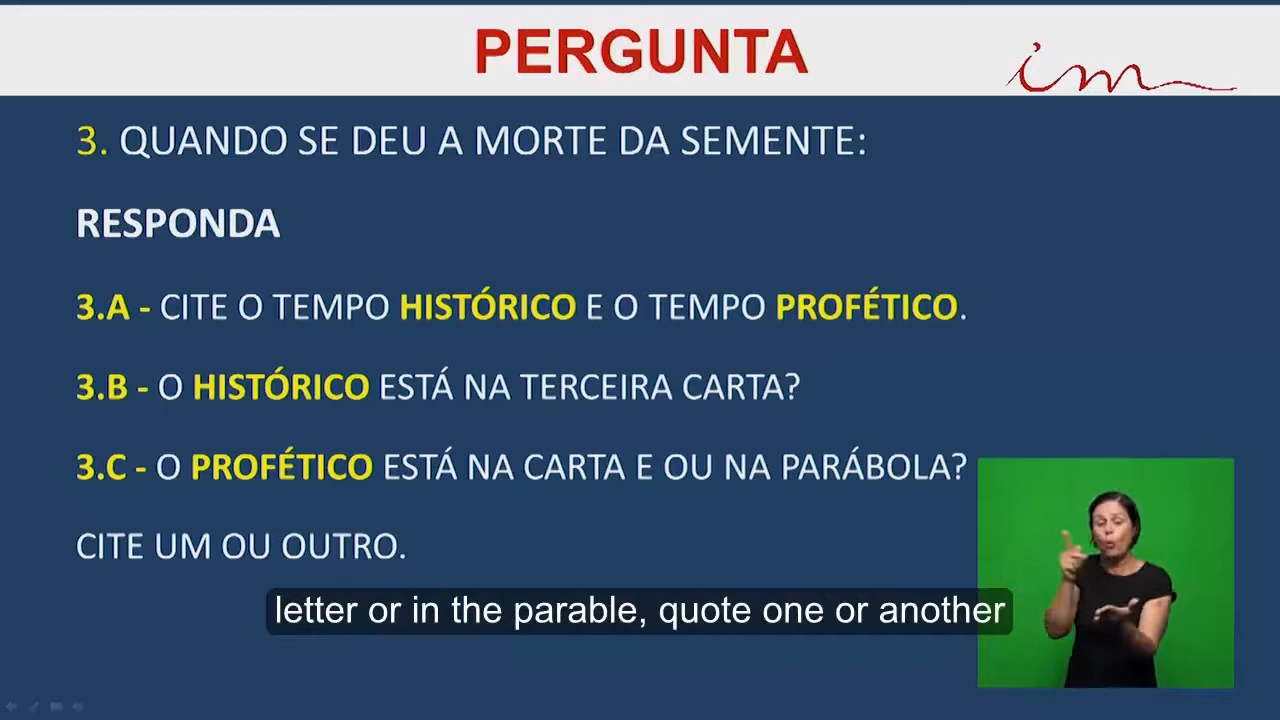 PERGUNTA
im
3. QUANDO SE DEU A MORTE DA SEMENTE:
RESPONDA
3.A - CITE O TEMPO HISTÓRICO E O TEMPO PROFÉTICO.
3.B - O HISTÓRICO ESTÁ NA TERCEIRA CARTA?
3.C - O PROFÉTICO ESTÁ NA CARTA E OU NA PARÁBOLA?
CITE UM OU OUTRO.
letter or in the parable, quote one or another